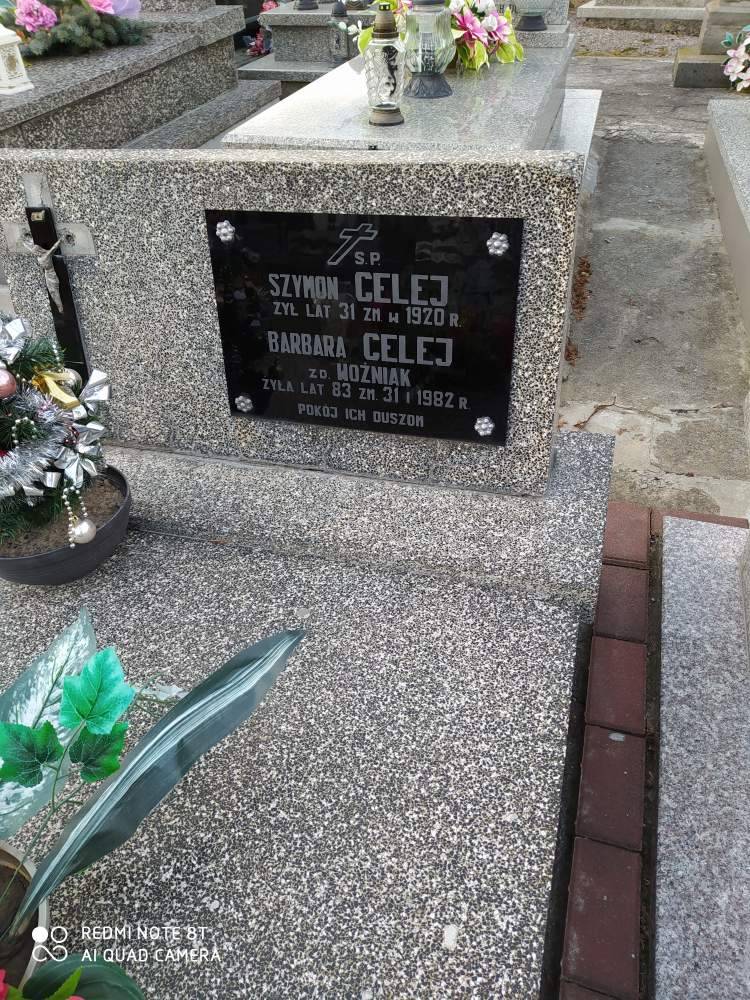 S.P.
SZYMON CELEJ
ŻYŁ LAT 31 ZM W 1920 R.
BARBARA CELEJ
Z D. WOŹNIAK
ŻYŁA LAT 83 ZM. 31 I 1982 R.
POKÓJ ICH DUSZOM
REDMI NOTE 8T
AI QUAD CAMERA